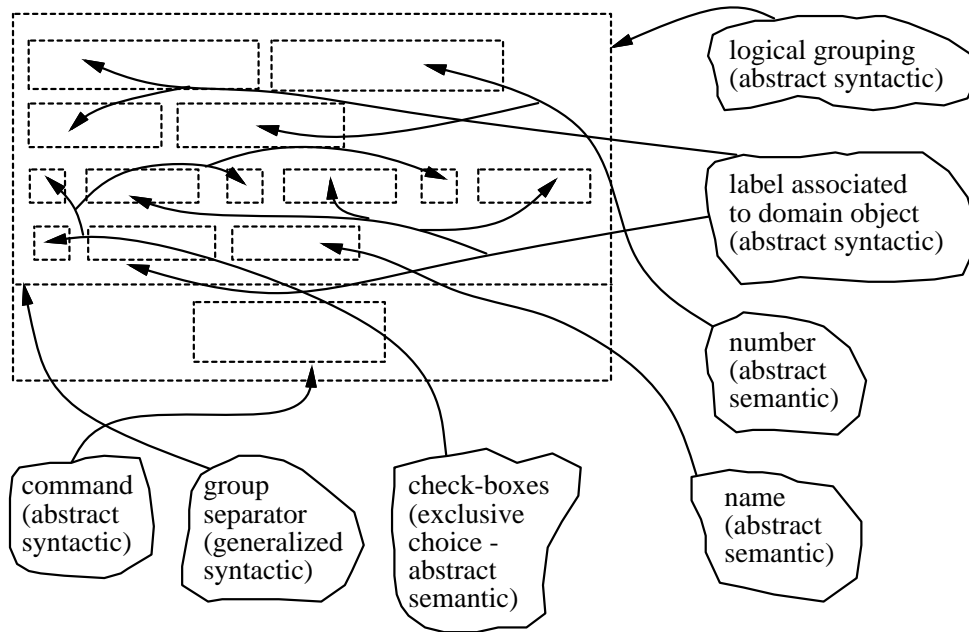 logical grouping
(abstract syntactic)
label associated
to domain object
(abstract syntactic)
number
(abstract
semantic)
command
(abstract
syntactic)
group
separator
(generalized
syntactic)
check-boxes
(exclusive
choice -
abstract
semantic)
name
(abstract
semantic)